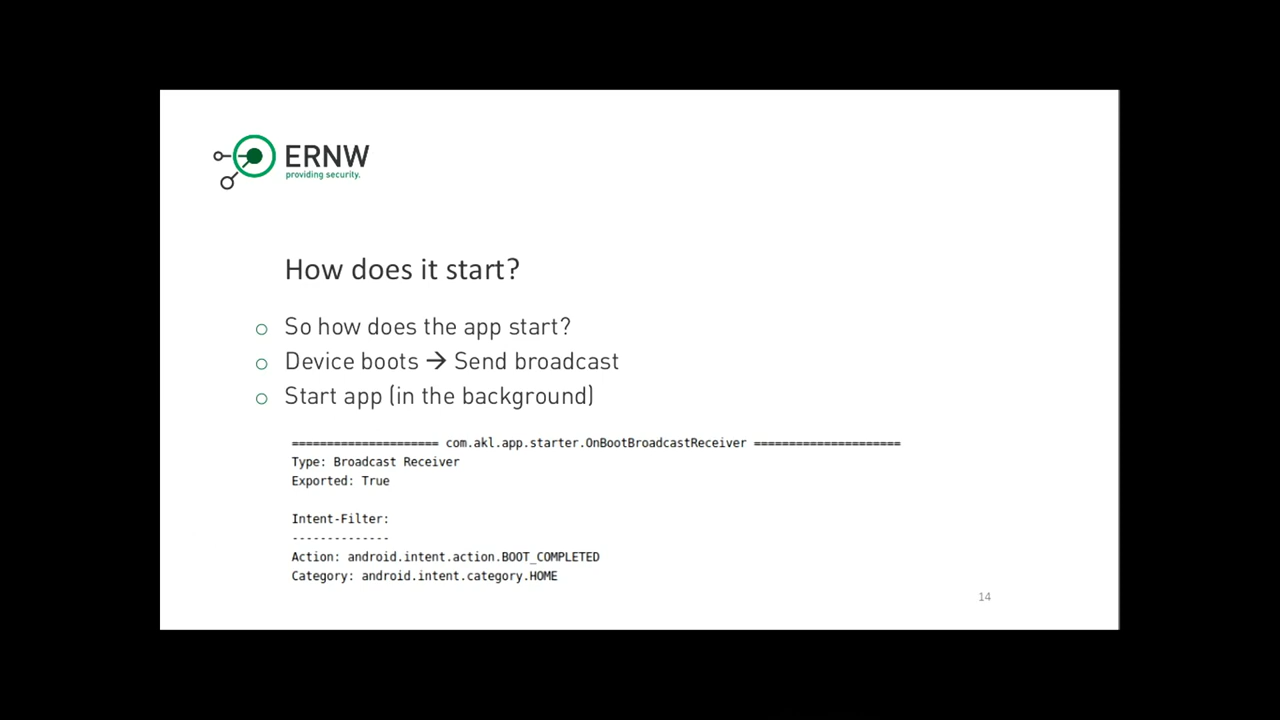 ERNW
providing security.
How does it start?
So how does the app start?
Device boots → Send broadcast
Start app (in the background)
===================== com.akl.app.starter.OnBootBroadcastReceiver =====================
Type: Broadcast Receiver
Exported: True
Intent-Filter:
--------------
Action: android.intent.action.BOOT_COMPLETED
Category: android.intent.category.HOME
14